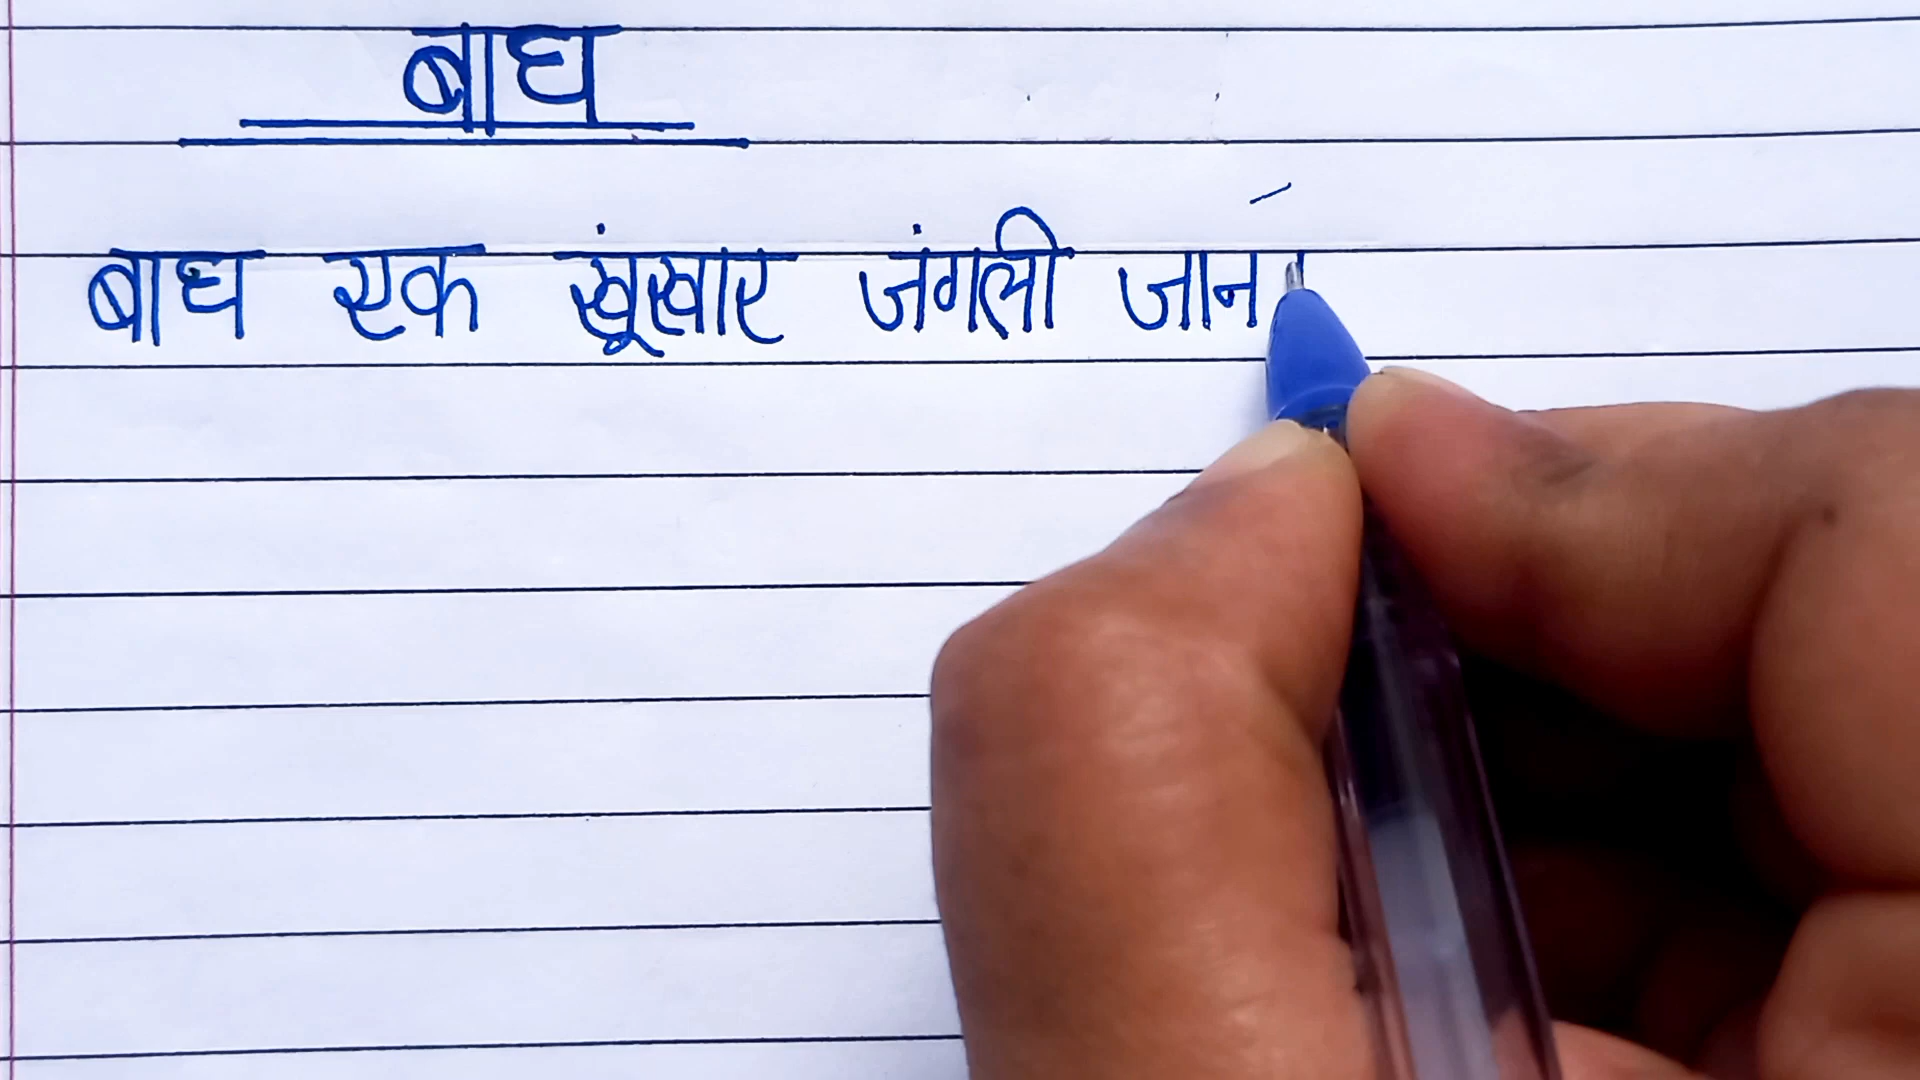 बाघ
बाघ एक खूंखार जंगली जान